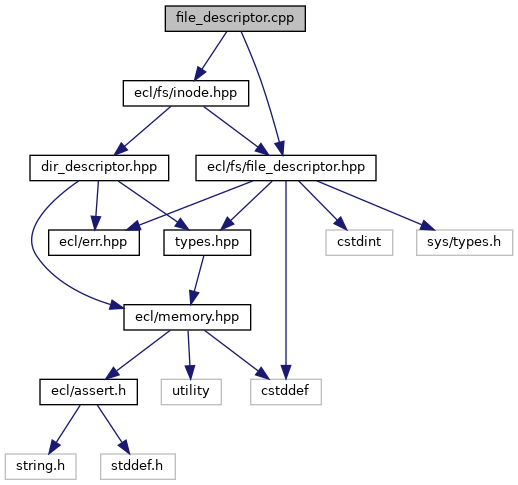 file_descriptor.cpp
ecl/fs/inode.hpp
dir_descriptor.hpp
ecl/fs/file_descriptor.hpp
ecl/err.hpp
types.hpp
cstdint
sys/types.h
ecl/memory.hpp
ecl/assert.h
utility
cstddef
string.h
stddef.h